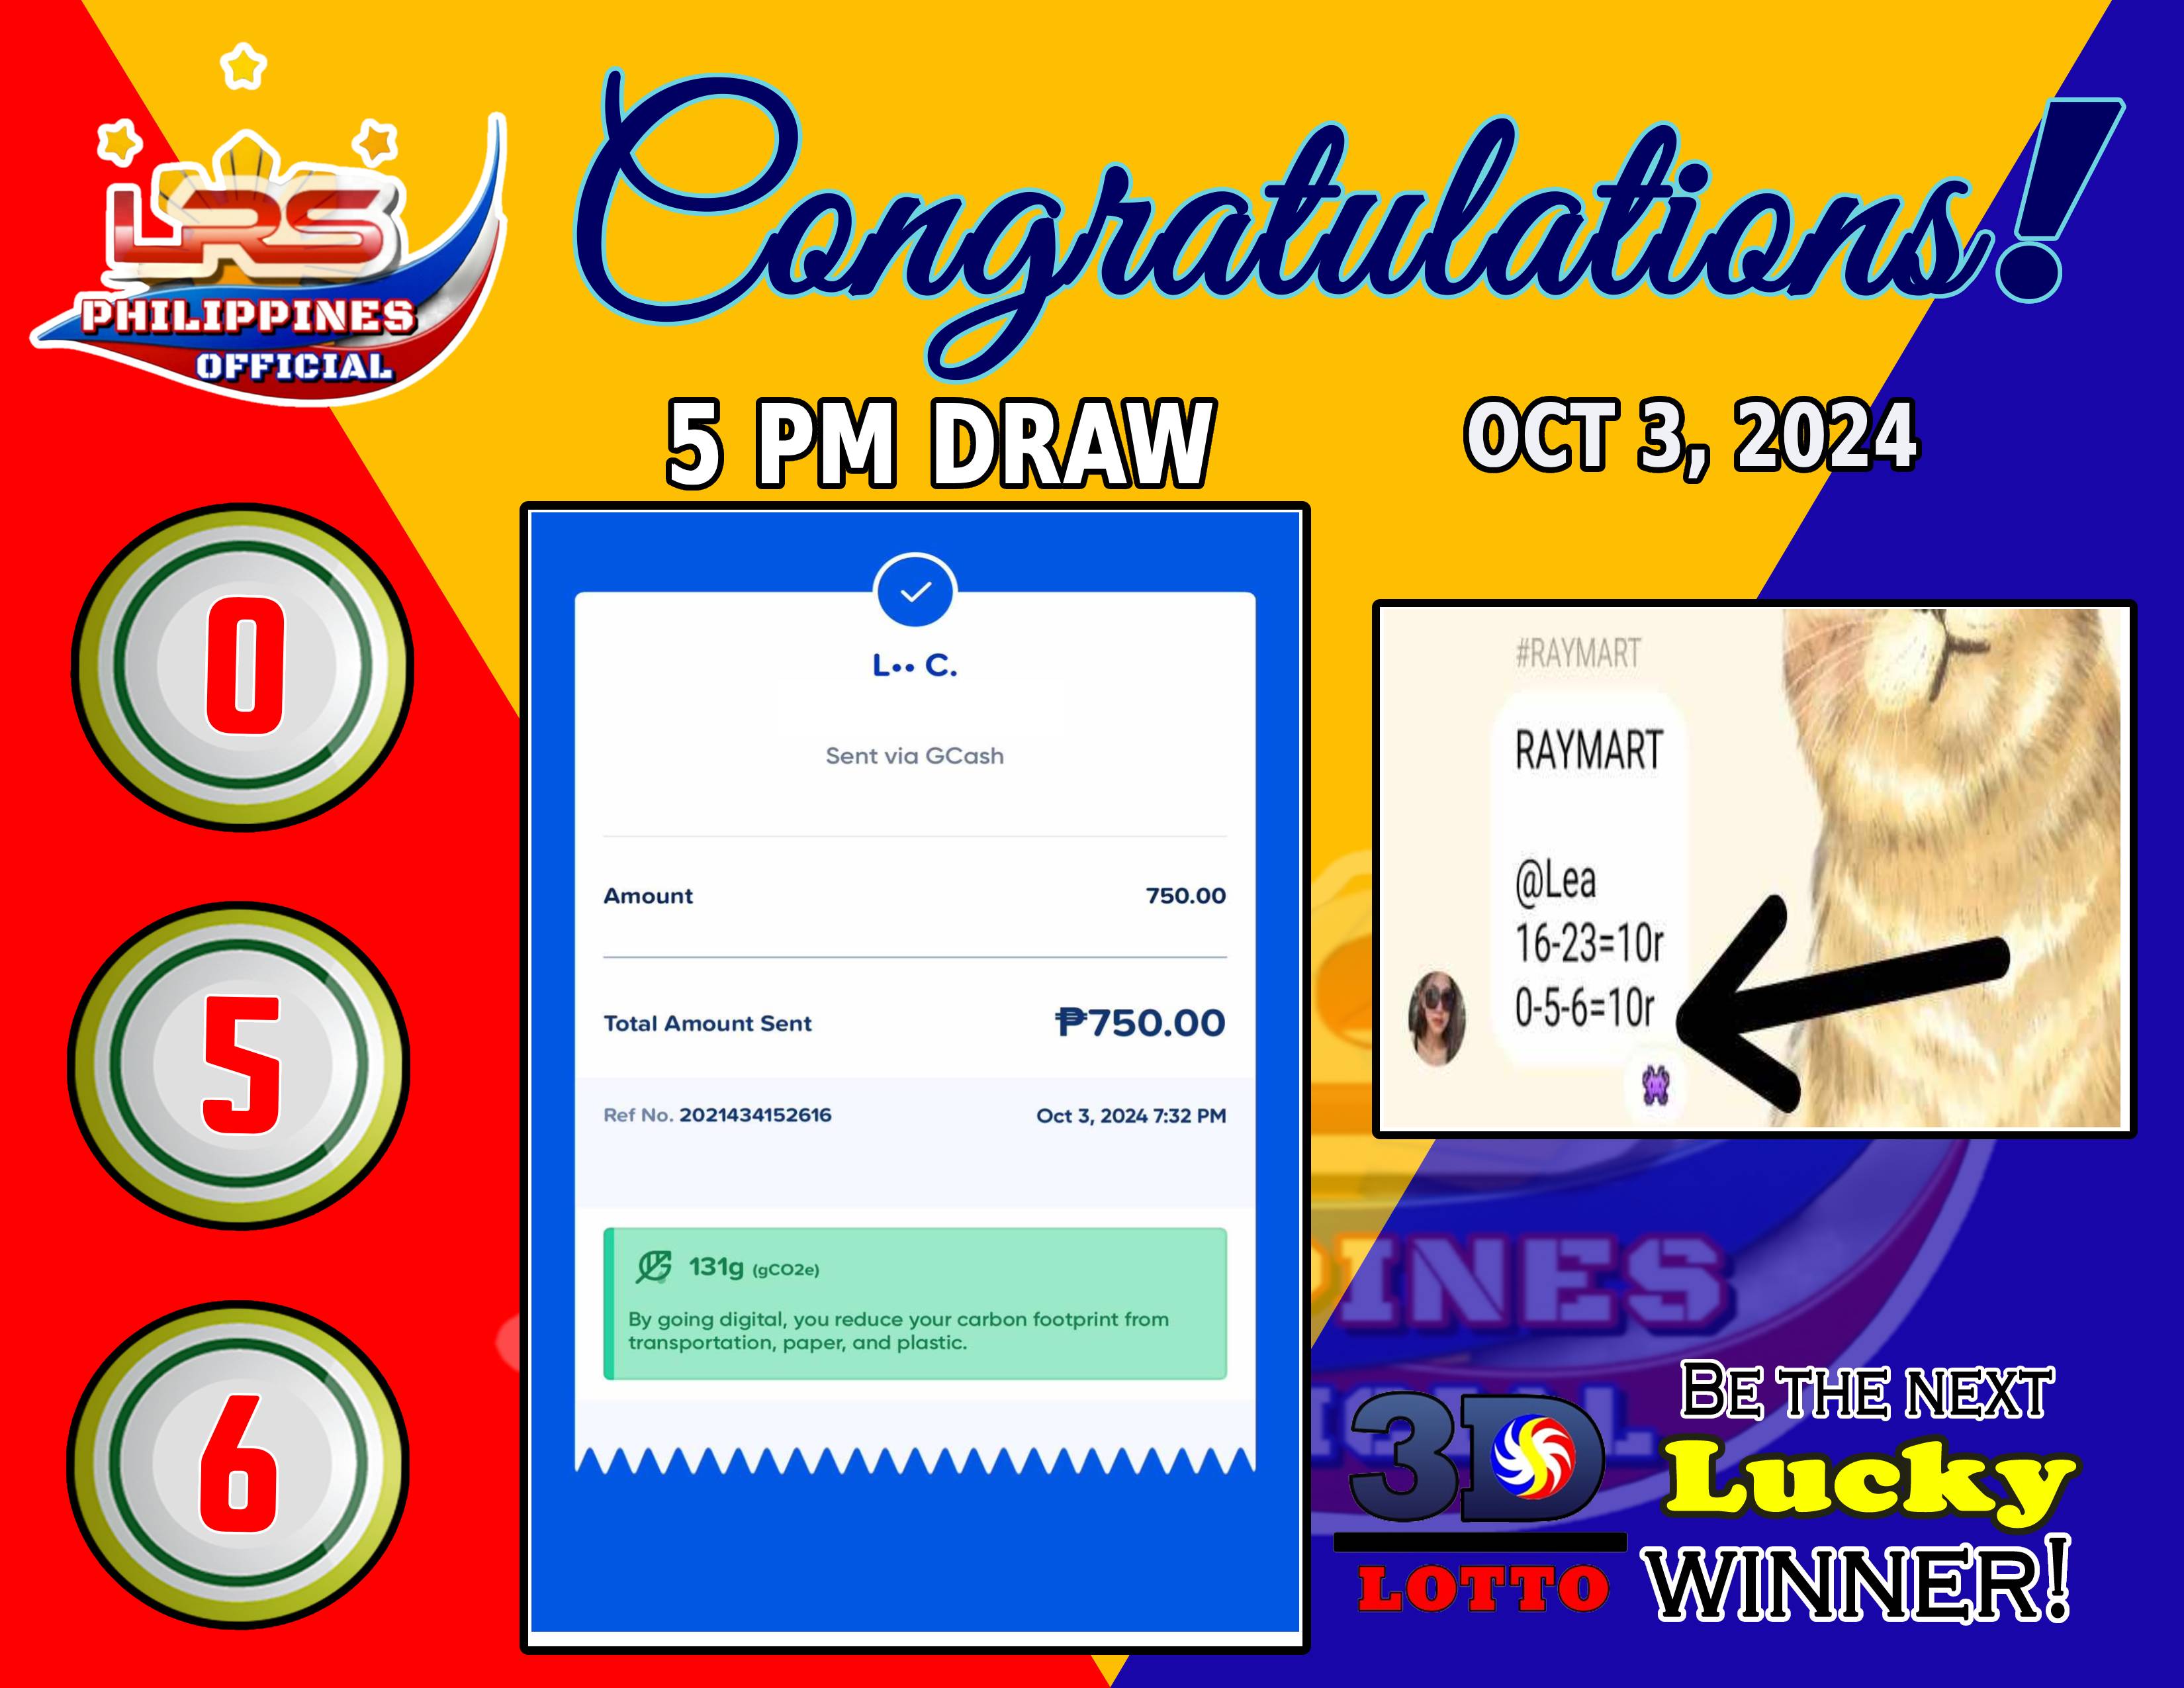 LRS
PHILIPPINES
OFFICIAL
Congratulations!
5 PM DRAW
OCT 3, 2024
0
5
6
L•• C.
Sent via GCash
Amount 750.00
Total Amount Sent ₱750.00
Ref No. 2021434152616 Oct 3, 2024 7:32 PM
131g (gCO2e)
By going digital, you reduce your carbon footprint from
transportation, paper, and plastic.
#RAYMART
RAYMART
@Lea
16-23=10r
0-5-6=10r
PINES
CIAL
3D
LOTTO
BE THE NEXT
Lucky
WINNER!